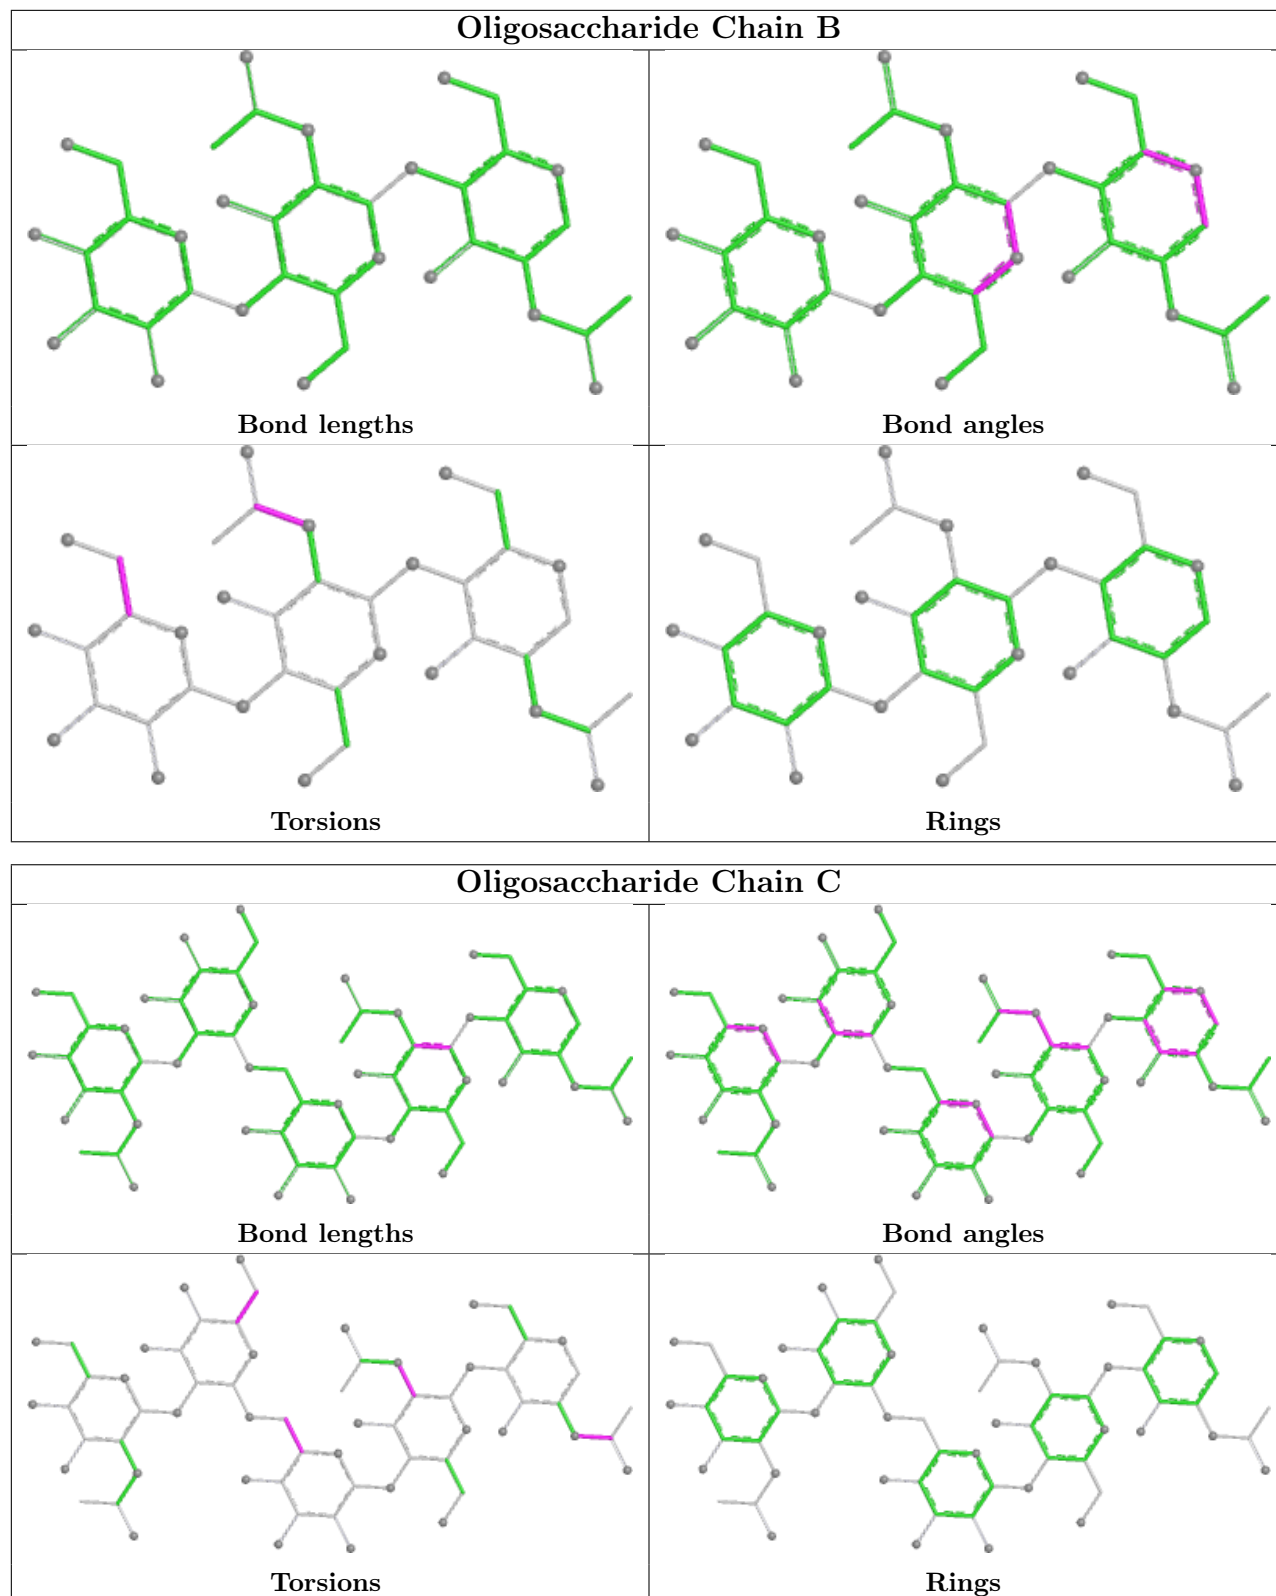 Oligosaccharide Chain B
Bond lengths
Bond angles
Torsions
Rings
Oligosaccharide Chain C
Bond lengths
Bond angles
Torsions
Rings